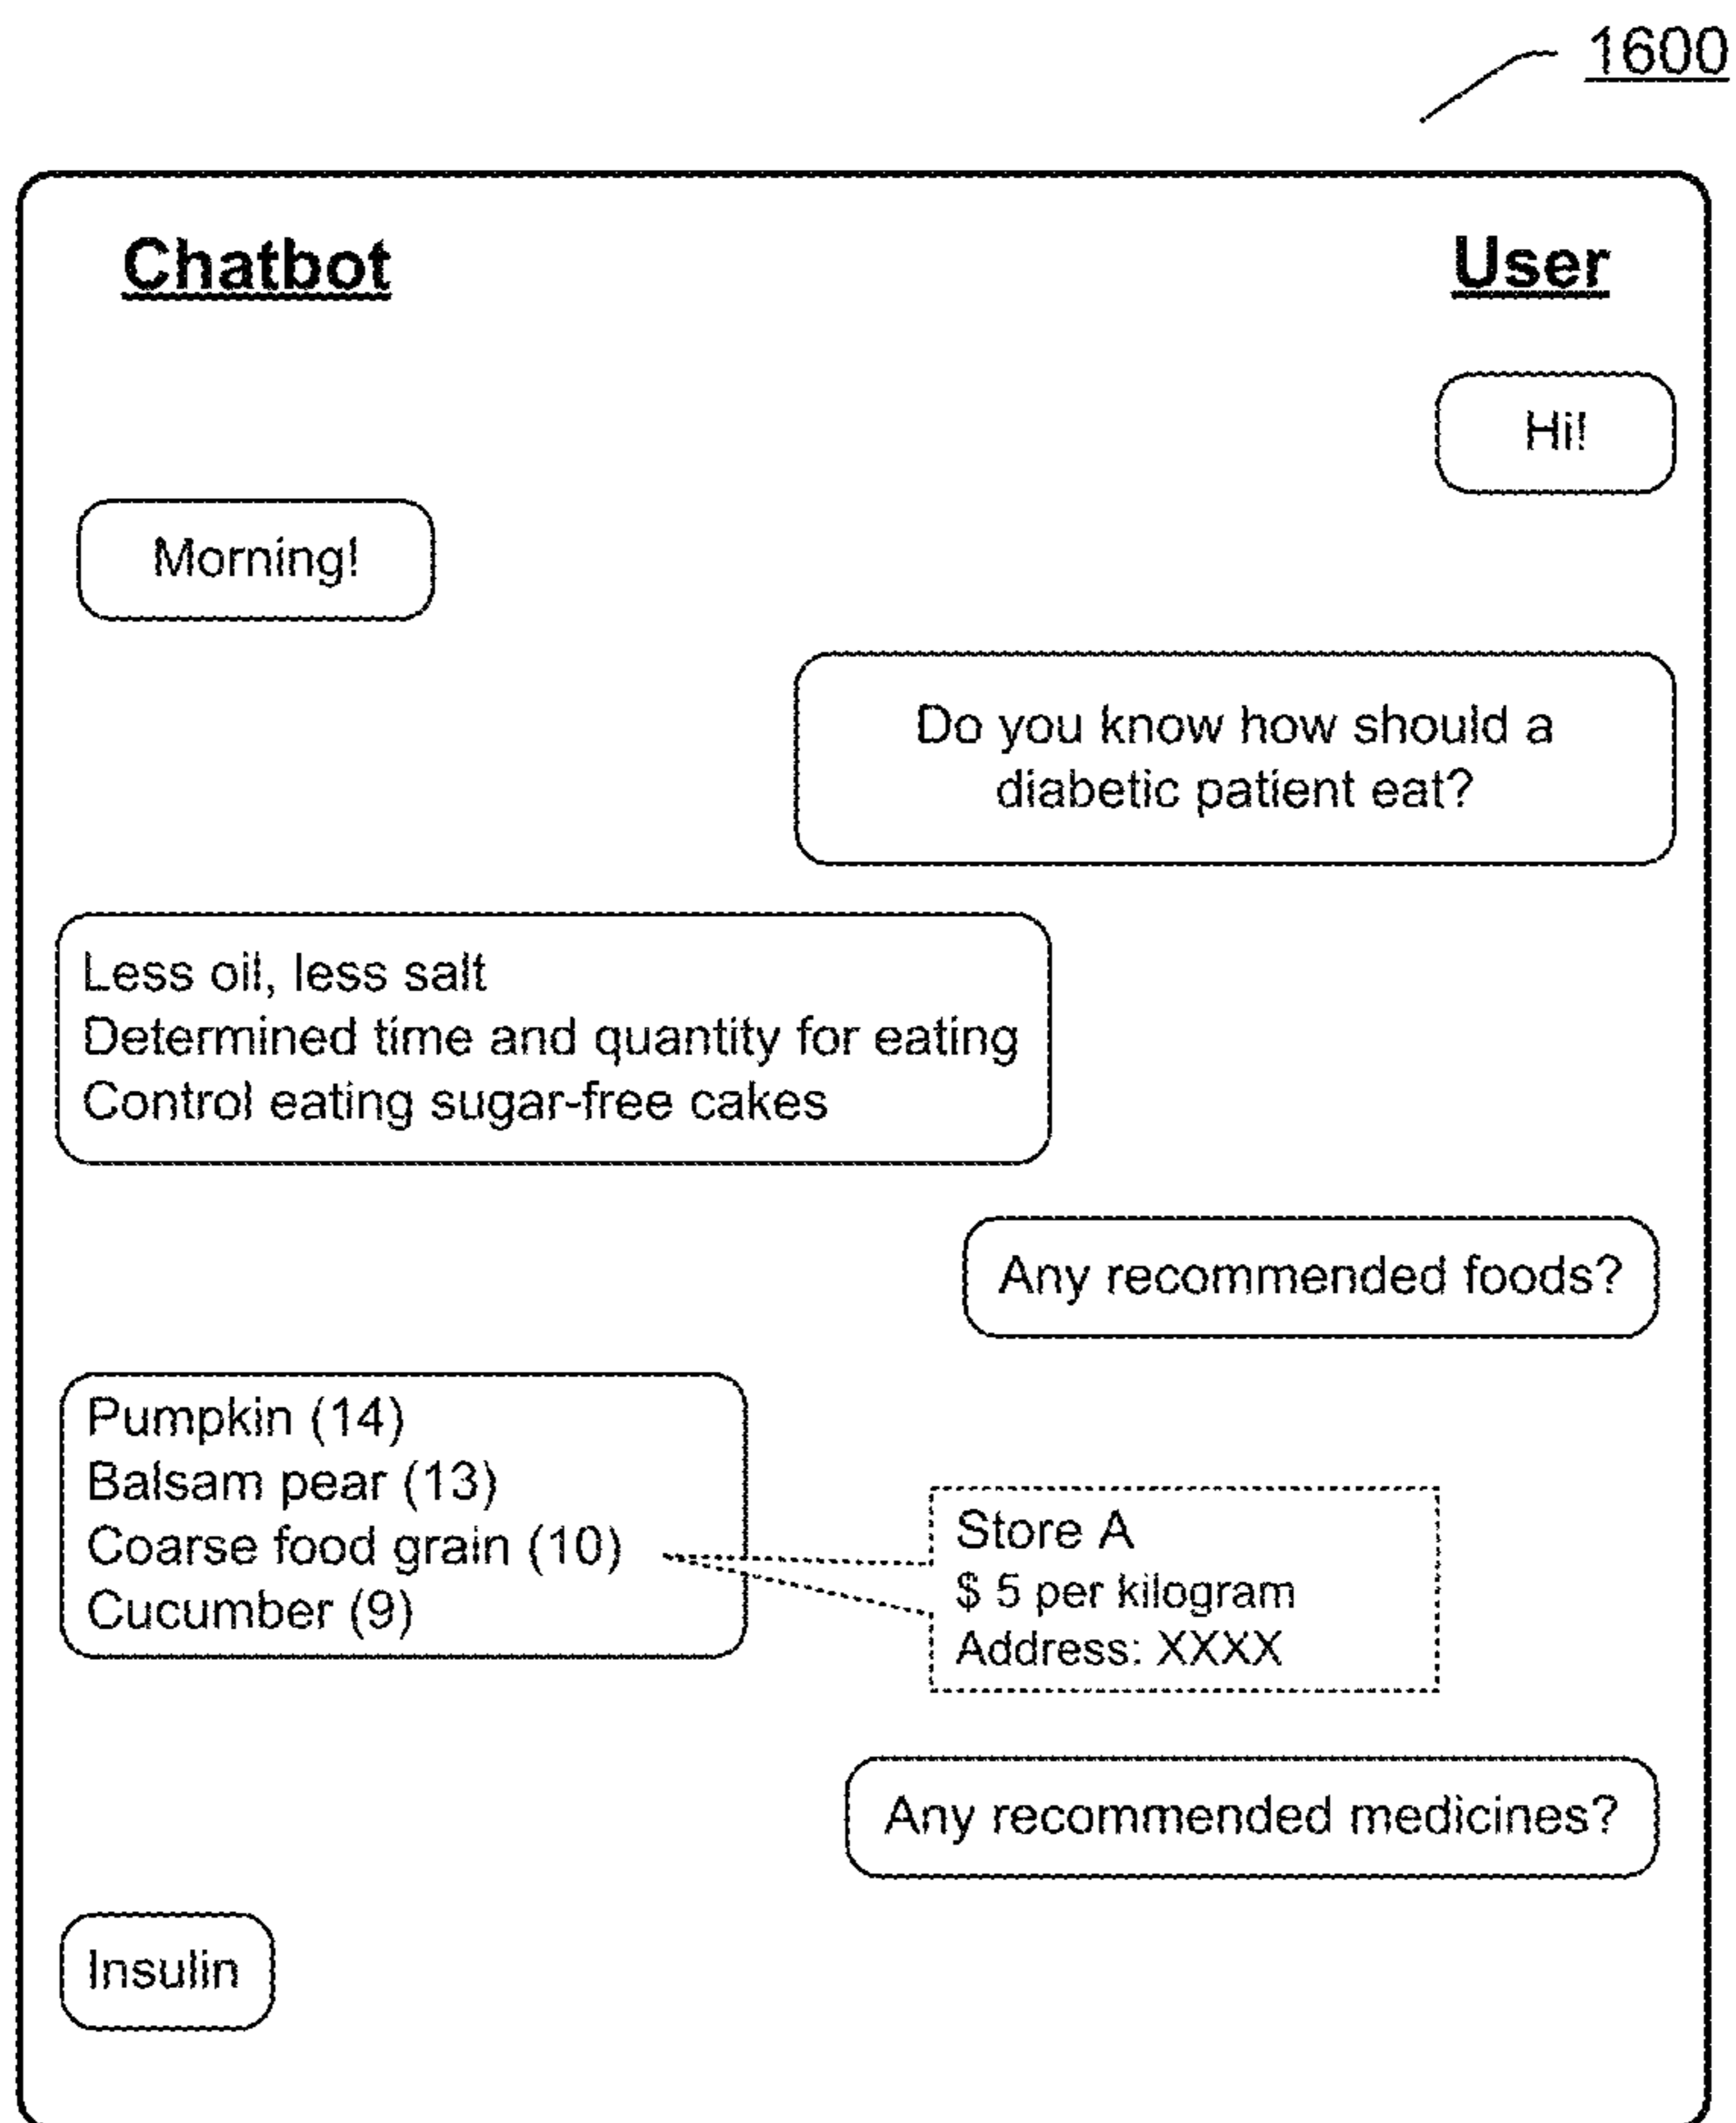 1600
Chatbot
User
Hi!
Morning!
Do you know how should a
diabetic patient eat?
Less oil, less salt
Determined time and quantity for eating
Control eating sugar-free cakes
Any recommended foods?
Pumpkin (14)
Balsam pear (13)
Coarse food grain (10)
Cucumber (9)
Store A
$ 5 per kilogram
Address: XXXX
Any recommended medicines?
Insulin